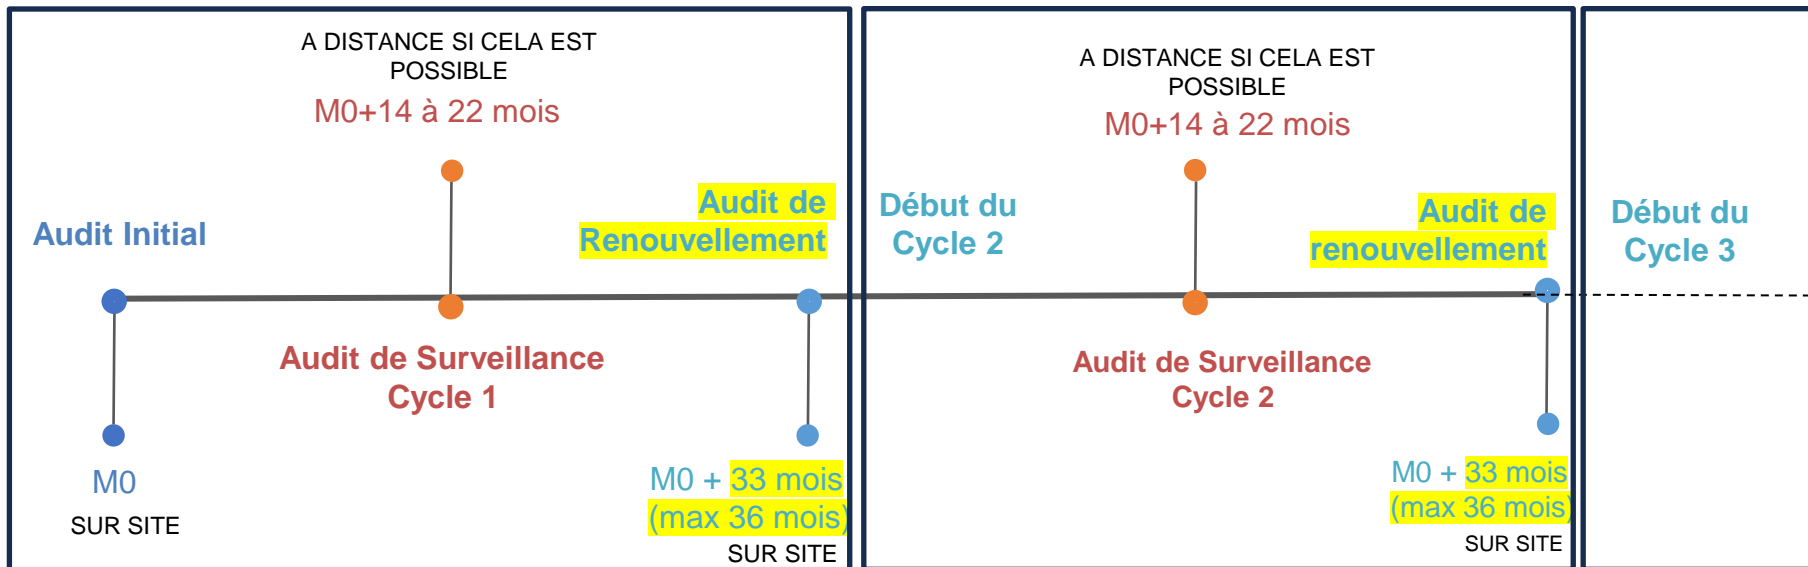 A DISTANCE SI CELA EST
POSSIBLE
M0+14 à 22 mois
Audit Initial
Audit de
Renouvellement
Audit de Surveillance
Cycle 1
M0
SUR SITE
M0 + 33 mois
(max 36 mois)
SUR SITE
A DISTANCE SI CELA EST
POSSIBLE
M0+14 à 22 mois
Début du
Cycle 2
Audit de
renouvellement
Audit de Surveillance
Cycle 2
M0 + 33 mois
(max 36 mois)
SUR SITE
Début du
Cycle 3